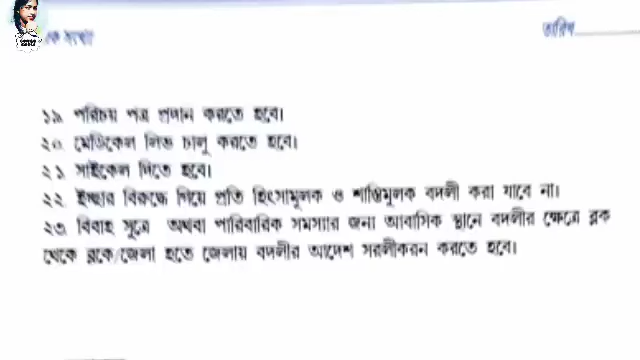 ক সংখ্যা
তারিখ
১৯. পরিচয় পত্র প্রদান করতে হবে।
২০. মেডিকেল লিভ চালু করতে হবে।
২১. সাইকেল দিতে হবে।
২২. ইচ্ছার বিরুদ্ধে গিয়ে প্রতি হিংসামূলক ও শাস্তিমূলক বদলী করা যাবে না।
২৩. বিবাহ সূত্রে অথবা পারিবারিক সমস্যার জন্য আবাসিক স্থানে বদলীর ক্ষেত্রে ব্লক
থেকে ব্লকে/জেলা হতে জেলায় বদলীর আদেশ সরলীকরন করতে হবে।